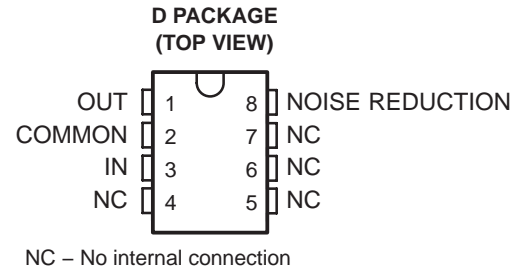 D PACKAGE
(TOP VIEW)
OUT 1 8 NOISE REDUCTION
COMMON 2 7 NC
IN 3 6 NC
NC 4 5 NC
NC – No internal connection